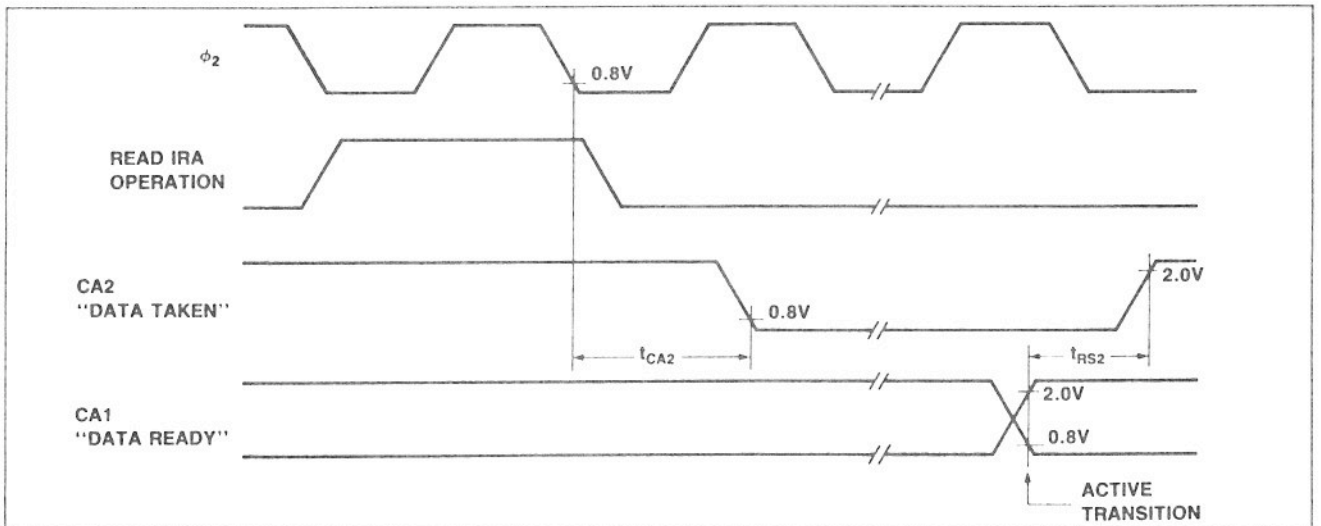 ϕ2
0.8V
READ IRA
OPERATION
CA2
"DATA TAKEN"
2.0V
0.8V
tCA2
tRS2
CA1
"DATA READY"
2.0V
0.8V
ACTIVE
TRANSITION